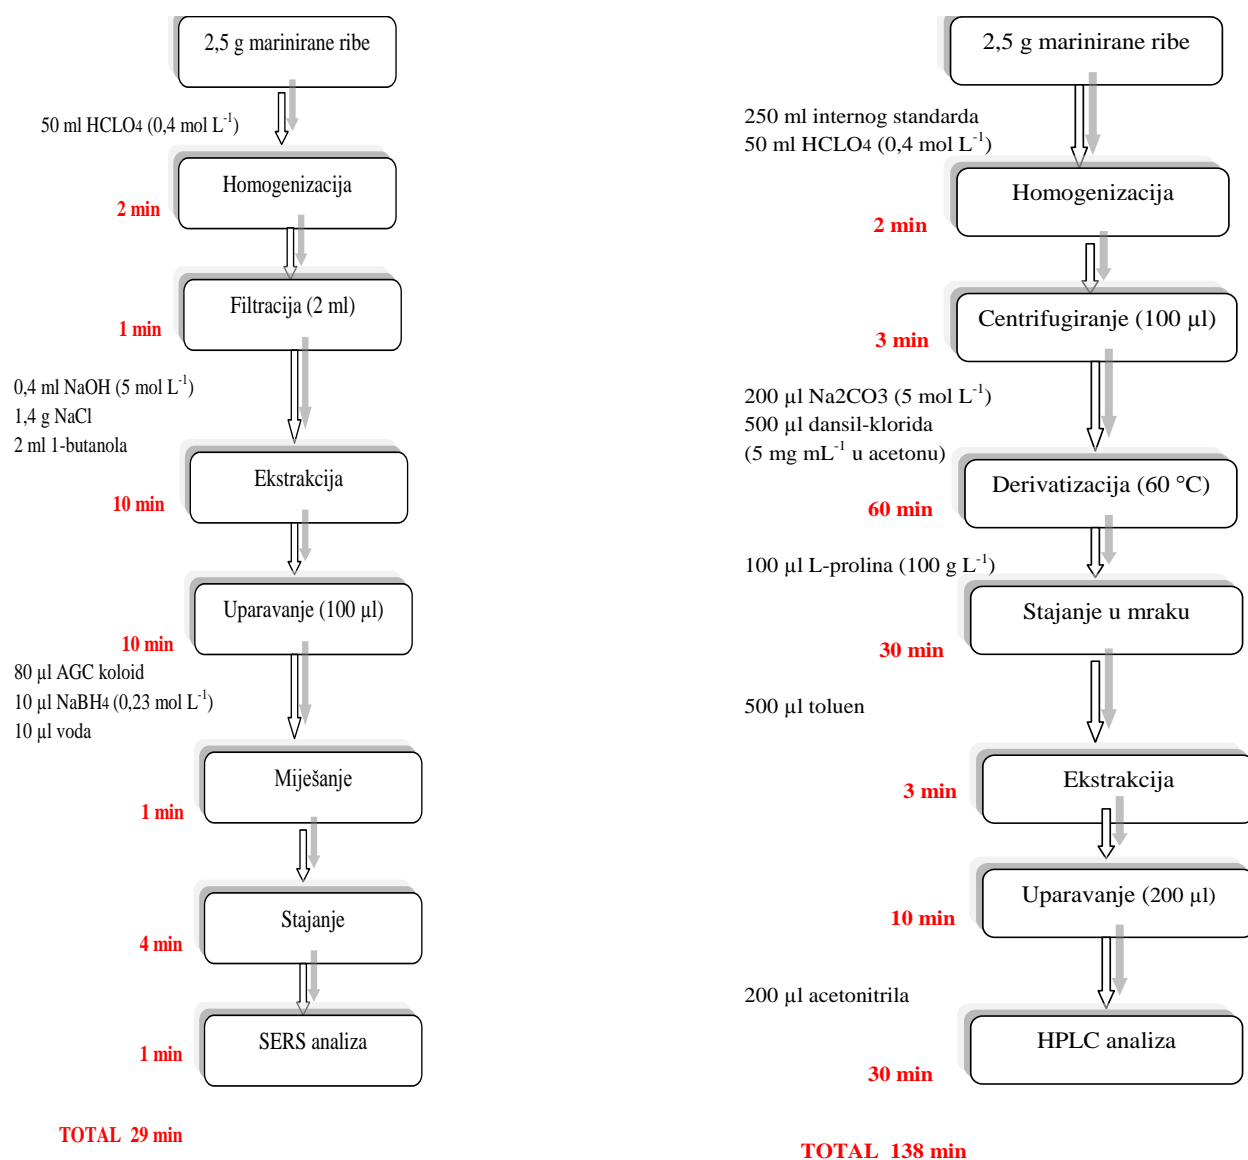 2,5 g marinirane ribe
50 ml HCLO4 (0,4 mol L-1)
Homogenizacija
2 min
Filtracija (2 ml)
1 min
0,4 ml NaOH (5 mol L-1)
1,4 g NaCl
2 ml 1-butanola
Ekstrakcija
10 min
Uparavanje (100 µl)
10 min
80 µl AGC koloid
10 µl NaBH4 (0,23 mol L-1)
10 µl voda
Miješanje
1 min
Stajanje
4 min
SERS analiza
1 min
TOTAL 29 min
2,5 g marinirane ribe
250 ml internog standarda
50 ml HCLO4 (0,4 mol L-1)
Homogenizacija
2 min
Centrifugiranje (100 µl)
3 min
200 µl Na2CO3 (5 mol L-1)
500 µl dansil-klorida
(5 mg mL-1 u acetonu)
Derivatizacija (60 °C)
60 min
100 µl L-prolina (100 g L-1)
Stajanje u mraku
30 min
500 µl toluen
Ekstrakcija
3 min
Uparavanje (200 µl)
10 min
200 µl acetonitrila
HPLC analiza
30 min
TOTAL 138 min